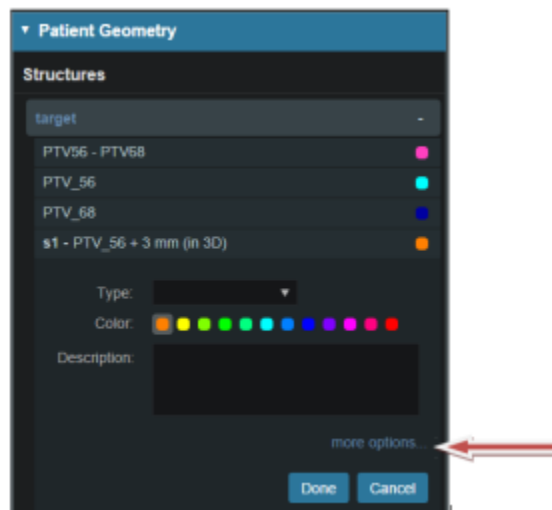 Patient Geometry
Structures
target -
PTV56 - PTV68
PTV_56
PTV_68
s1 - PTV_56 + 3 mm (in 3D)
Type:
Color:
Description:
more options...
Done Cancel